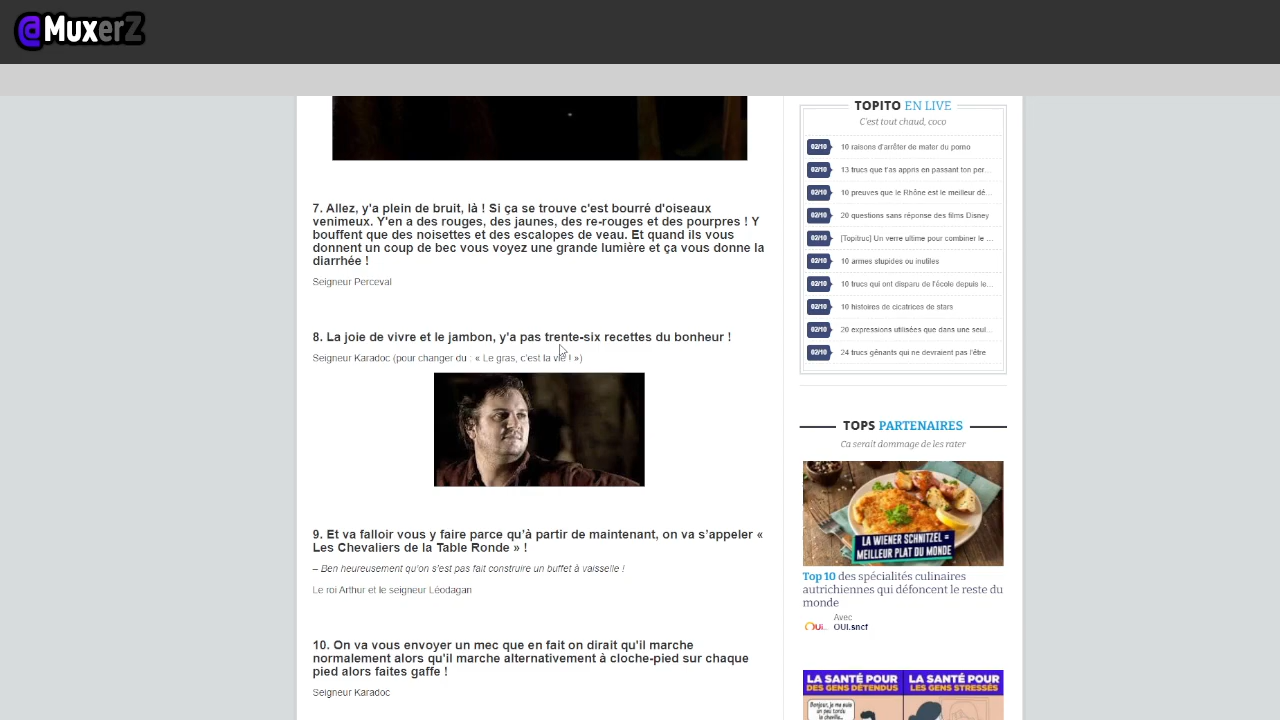 @MuxerZ
7. Allez, y'a plein de bruit, là ! Si ça se trouve c'est bourré d'oiseaux
venimeux. Y'en a des rouges, des jaunes, des re-rouges et des pourpres ! Y
bouffent que des noisettes et des escalopes de veau. Et quand ils vous
donnent un coup de bec vous voyez une grande lumière et ça vous donne la
diarrhée !
Seigneur Perceval
8. La joie de vivre et le jambon, y'a pas trente-six recettes du bonheur !
Seigneur Karadoc (pour changer du : « Le gras, c'est la vie ! »)
9. Et va falloir vous y faire parce qu'à partir de maintenant, on va s'appeler «
Les Chevaliers de la Table Ronde » !
– Ben heureusement qu'on s'est pas fait construire un buffet à vaisselle !
Le roi Arthur et le seigneur Léodagan
10. On va vous envoyer un mec que en fait on dirait qu'il marche
normalement alors qu'il marche alternativement à cloche-pied sur chaque
pied alors faites gaffe !
Seigneur Karadoc
TOPITO EN LIVE
C'est tout chaud, coco
02/10 10 raisons d'arrêter de mater du porno
02/10 13 trucs que t'as appris en passant ton per...
02/10 10 preuves que le Rhône est le meilleur dé...
02/10 20 questions sans réponse des films Disney
02/10 [Topitruc] Un verre ultime pour combiner le ...
02/10 10 armes stupides ou inutiles
02/10 10 trucs qui ont disparu de l'école depuis le...
02/10 10 histoires de cicatrices de stars
02/10 20 expressions utilisées que dans une seul...
02/10 24 trucs gênants qui ne devraient pas l'être
TOPS PARTENAIRES
Ca serait dommage de les rater
LA WIENER SCHNITZEL =
MEILLEUR PLAT DU MONDE
Top 10 des spécialités culinaires
autrichiennes qui défoncent le reste du
monde
Avec
OUi.sncf
LA SANTÉ POUR
DES GENS DÉTENDUS
LA SANTÉ POUR
LES GENS STRESSÉS
Bonjour, je me suis
un peu tordu
la cheville...